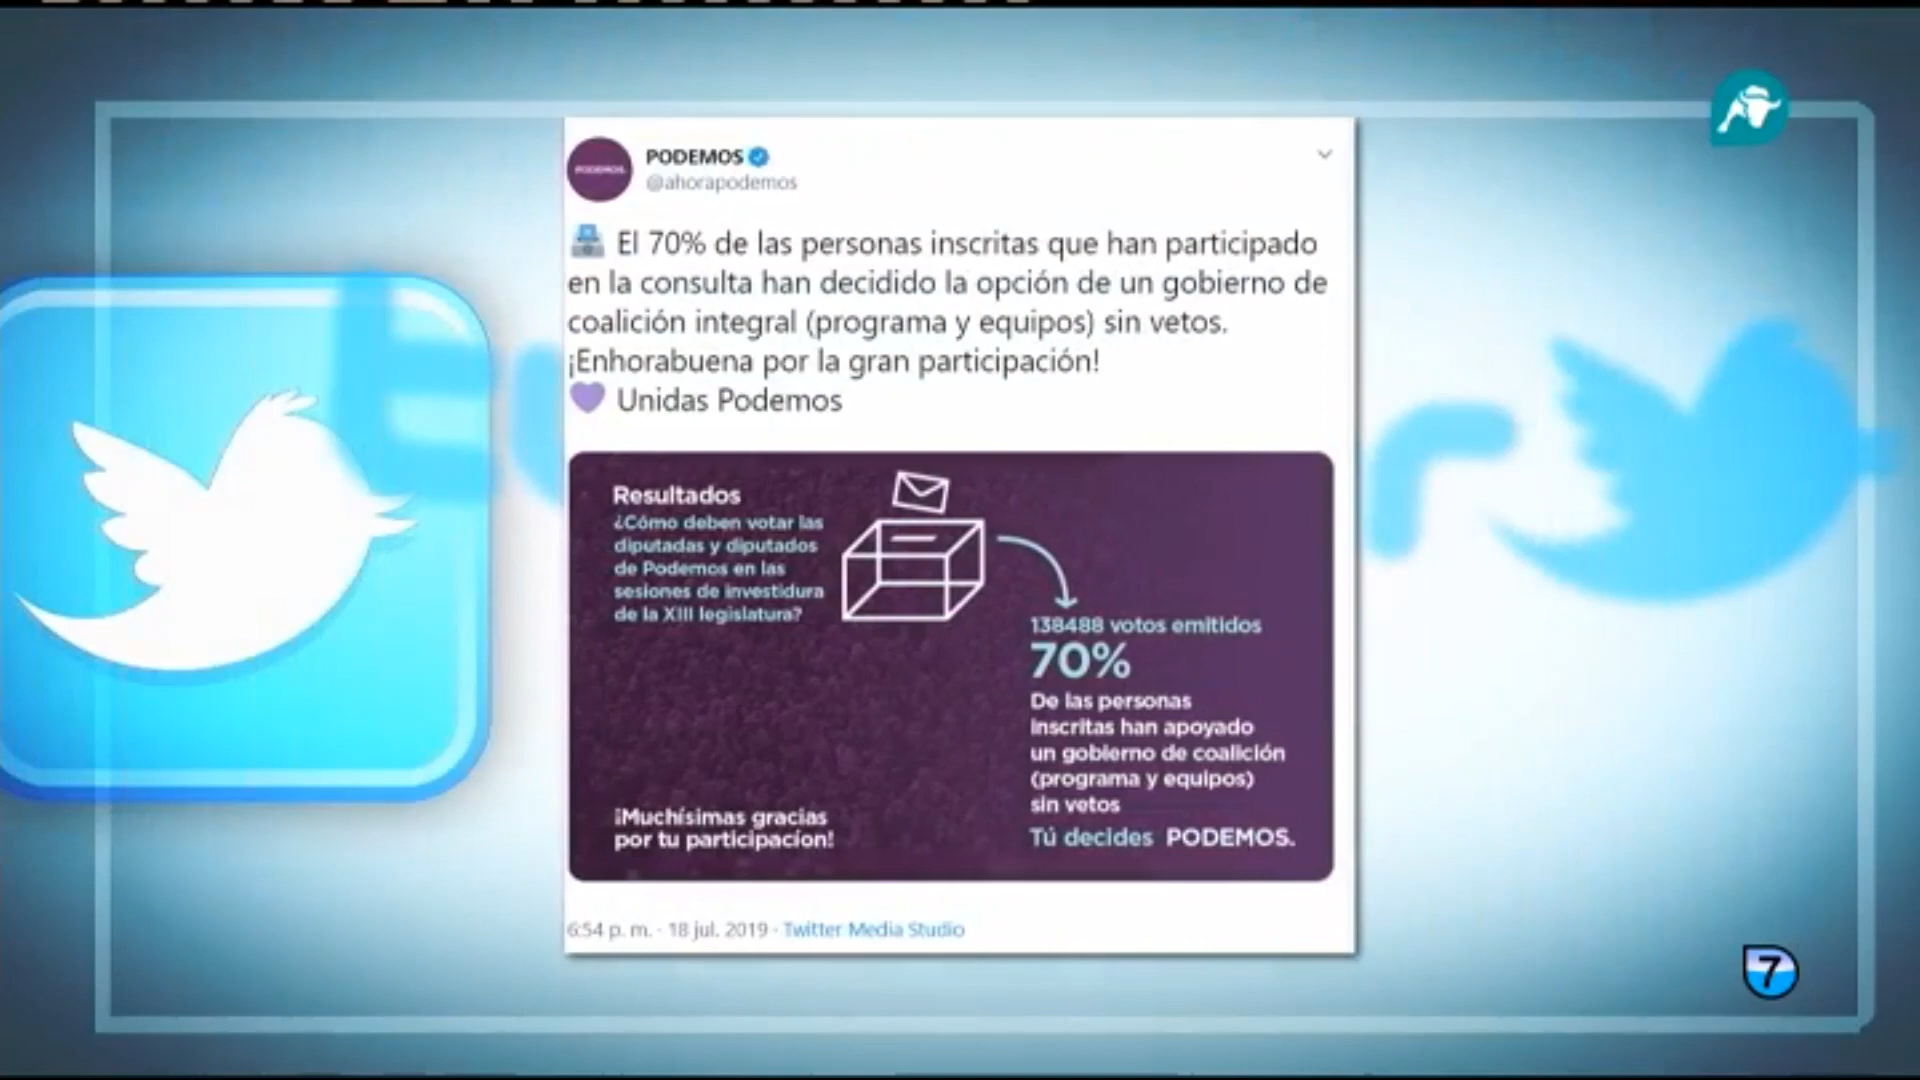 PODEMOS
@ahorapodemos
PODEMOS.
El 70% de las personas inscritas que han participado
en la consulta han decidido la opción de un gobierno de
coalición integral (programa y equipos) sin vetos.
¡Enhorabuena por la gran participación!
Unidas Podemos
Resultados
¿Cómo deben votar las
diputadas y diputados
de Podemos en las
sesiones de investidura
de la XIII legislatura?
138488 votos emitidos
70%
De las personas
inscritas han apoyado
un gobierno de coalición
(programa y equipos)
sin vetos
¡Muchísimas gracias
por tu participacíon!
Tú decides PODEMOS.
6:54 p. m. · 18 jul. 2019 · Twitter Media Studio
7